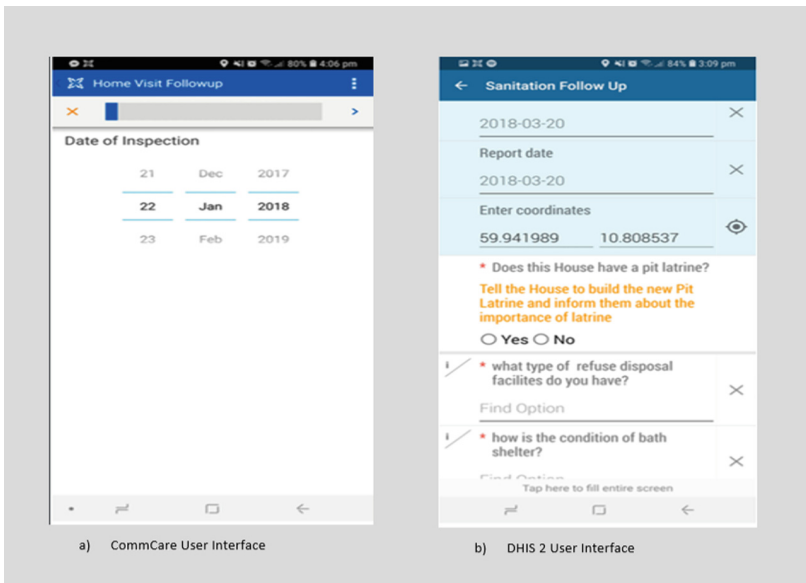 80% 4:06 pm
Home Visit Followup
Date of Inspection
21 Dec 2017
22 Jan 2018
23 Feb 2019
a) CommCare User Interface
84% 3:09 pm
Sanitation Follow Up
2018-03-20
Report date
2018-03-20
Enter coordinates
59.941989 10.808537
* Does this House have a pit latrine?
Tell the House to build the new Pit
Latrine and inform them about the
importance of latrine
Yes No
* what type of refuse disposal
facilites do you have?
Find Option
* how is the condition of bath
shelter?
Find Option
Tap here to fill entire screen
b) DHIS 2 User Interface